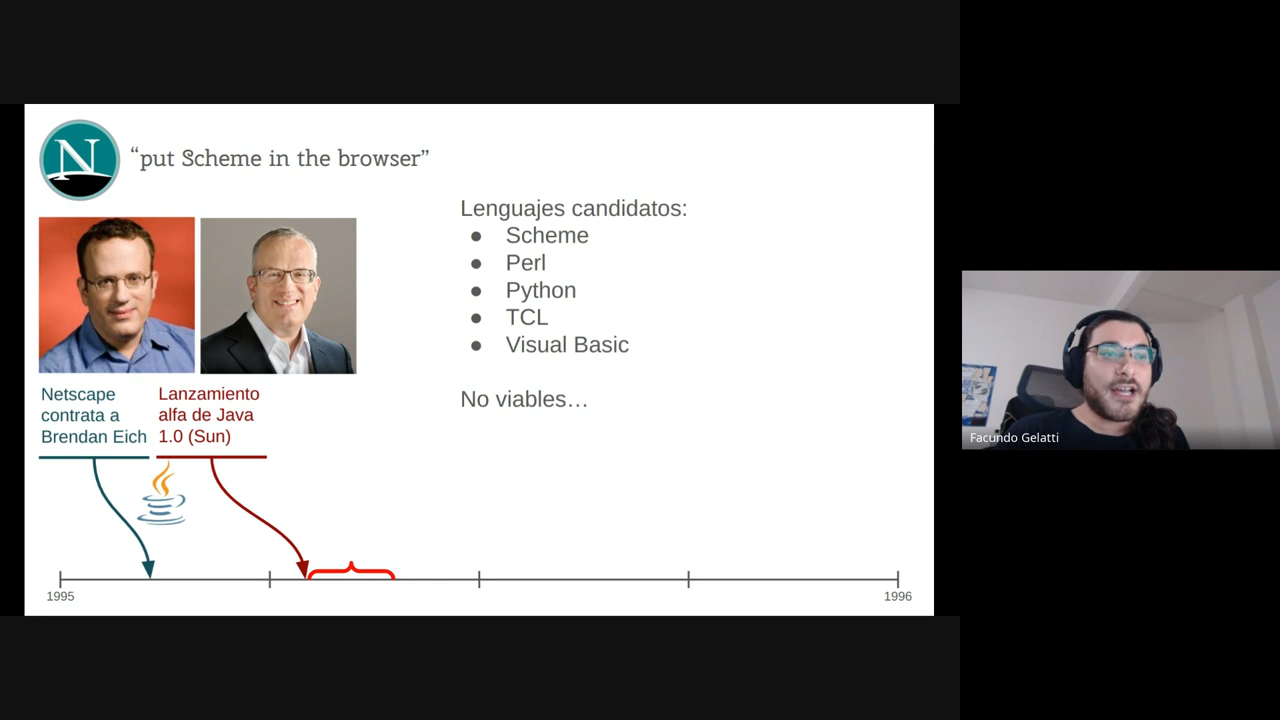 N
“put Scheme in the browser”
Lenguajes candidatos:
● Scheme
● Perl
● Python
● TCL
● Visual Basic
No viables…
Netscape
contrata a
Brendan Eich
Lanzamiento
alfa de Java
1.0 (Sun)
1995
1996
Facundo Gelatti